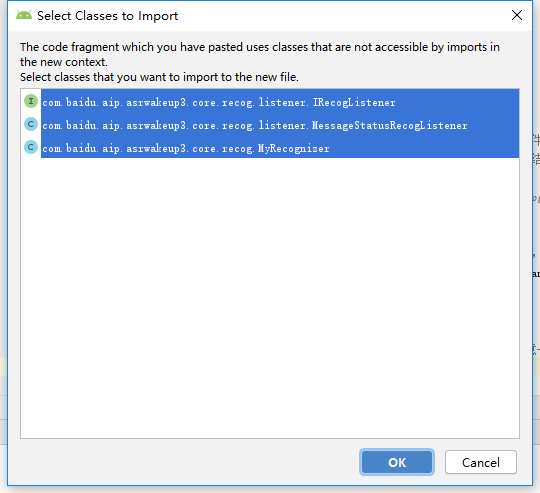 Select Classes to Import
The code fragment which you have pasted uses classes that are not accessible by imports in
the new context.
Select classes that you want to import to the new file.
I com.baidu.aip.asrwakeup3.core.recog.listener.IRecogListener
C com.baidu.aip.asrwakeup3.core.recog.listener.MessageStatusRecogListener
C com.baidu.aip.asrwakeup3.core.recog.MyRecognizer
OK Cancel